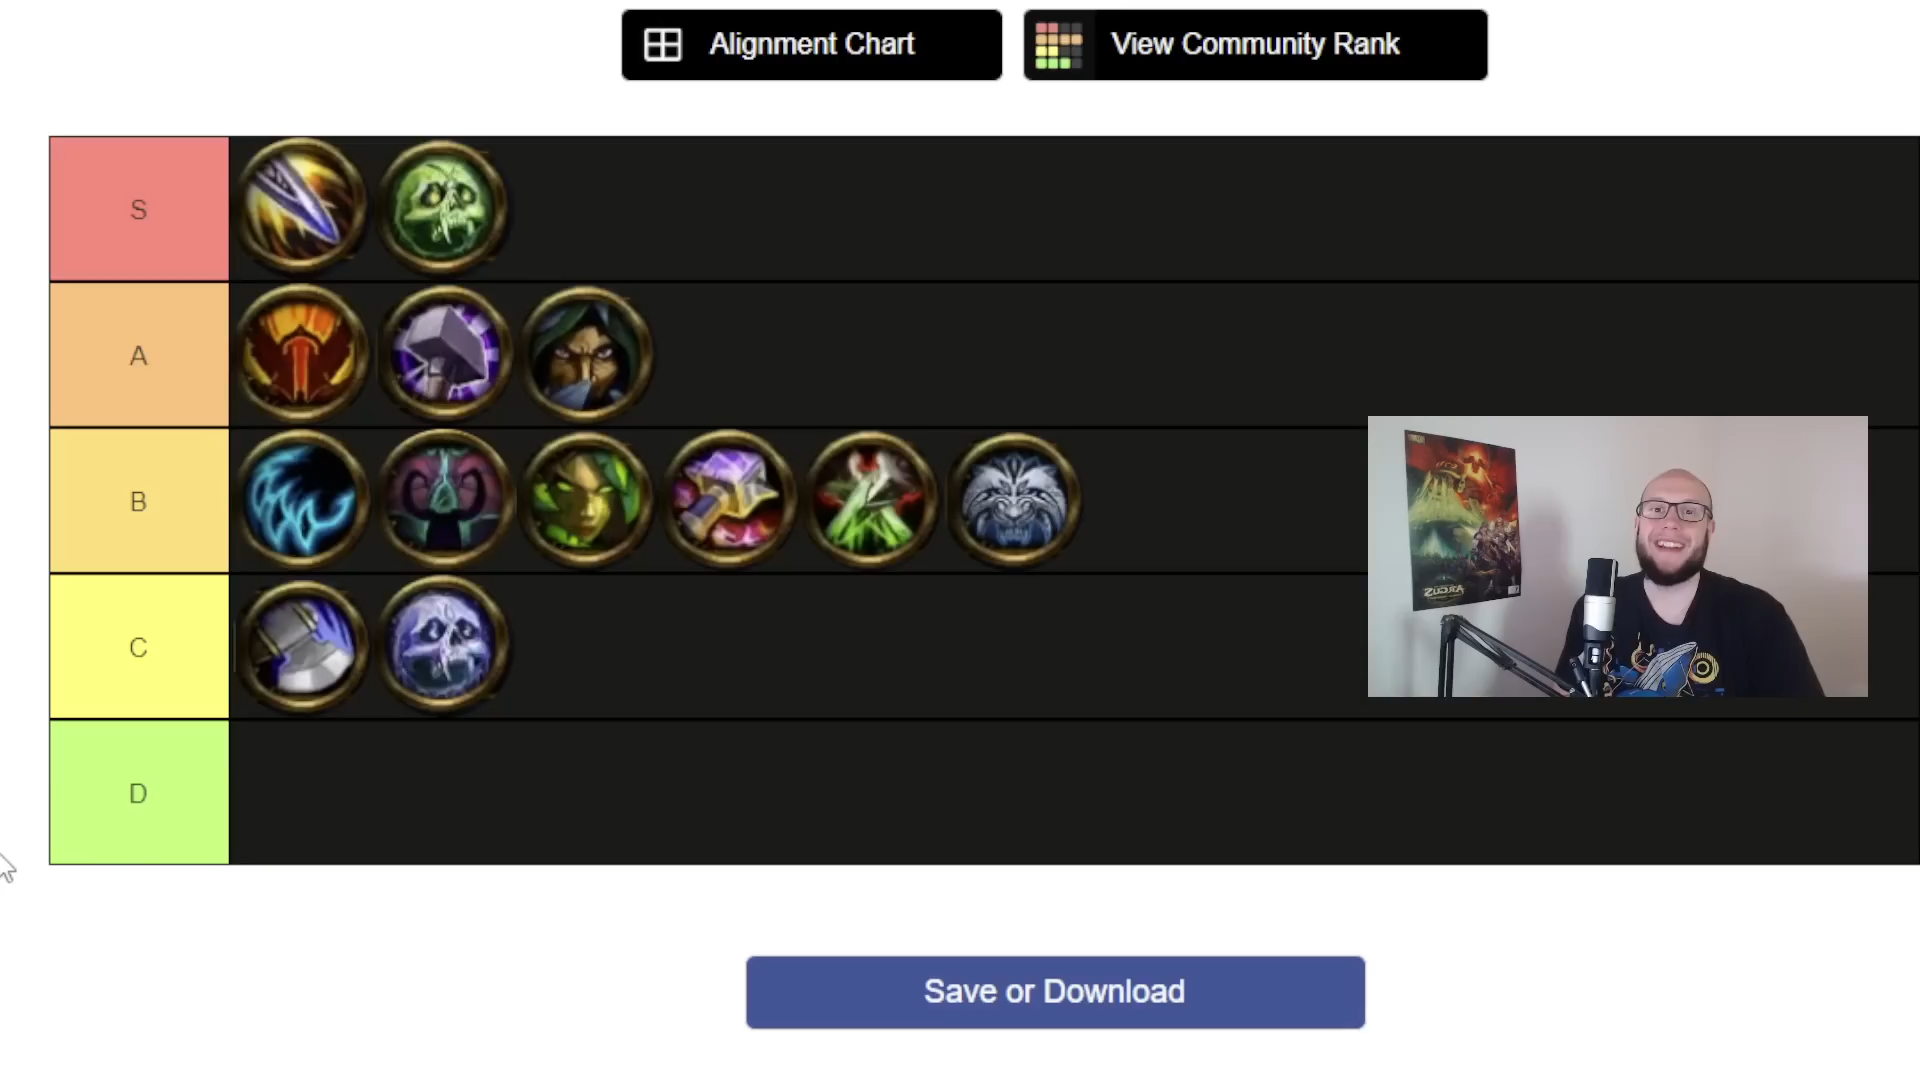 Alignment Chart
View Community Rank
S
A
B
C
D
Save or Download